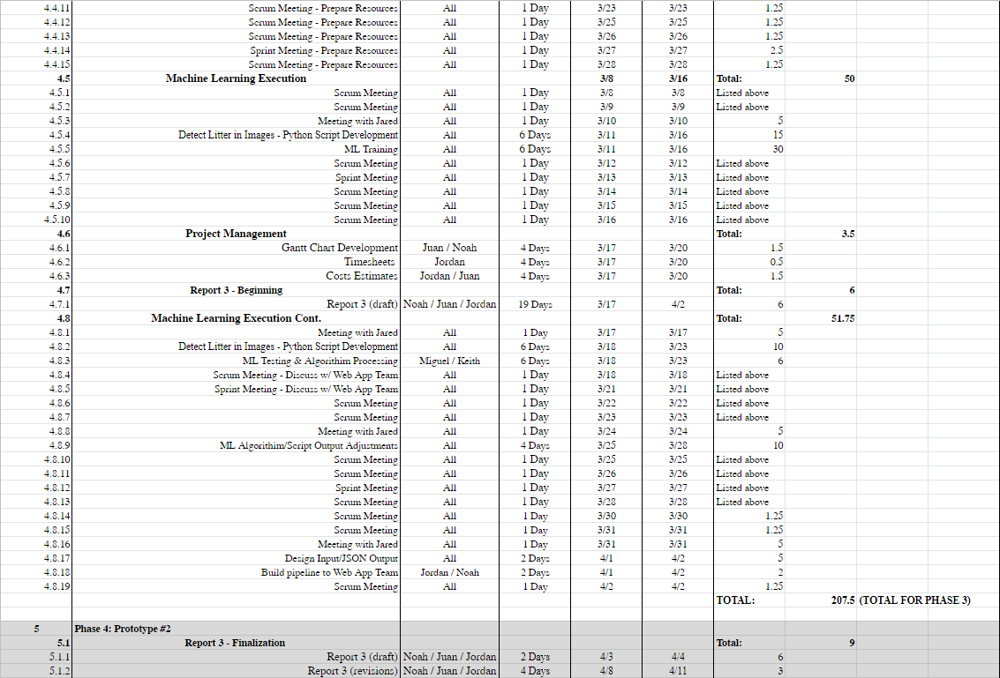 4.4.11 Scrum Meeting - Prepare Resources All 1 Day 3/23 3/23 1.25
4.4.12 Scrum Meeting - Prepare Resources All 1 Day 3/25 3/25 1.25
4.4.13 Scrum Meeting - Prepare Resources All 1 Day 3/26 3/26 1.25
4.4.14 Sprint Meeting - Prepare Resources All 1 Day 3/27 3/27 2.5
4.4.15 Scrum Meeting - Prepare Resources All 1 Day 3/28 3/28 1.25
4.5 Machine Learning Execution 3/8 3/16 Total: 50
4.5.1 Scrum Meeting All 1 Day 3/8 3/8 Listed above
4.5.2 Scrum Meeting All 1 Day 3/9 3/9 Listed above
4.5.3 Meeting with Jared All 1 Day 3/10 3/10 5
4.5.4 Detect Litter in Images - Python Script Development All 6 Days 3/11 3/16 15
4.5.5 ML Training All 6 Days 3/11 3/16 30
4.5.6 Scrum Meeting All 1 Day 3/12 3/12 Listed above
4.5.7 Sprint Meeting All 1 Day 3/13 3/13 Listed above
4.5.8 Scrum Meeting All 1 Day 3/14 3/14 Listed above
4.5.9 Scrum Meeting All 1 Day 3/15 3/15 Listed above
4.5.10 Scrum Meeting All 1 Day 3/16 3/16 Listed above
4.6 Project Management Total: 3.5
4.6.1 Gantt Chart Development Juan / Noah 4 Days 3/17 3/20 1.5
4.6.2 Timesheets Jordan 4 Days 3/17 3/20 0.5
4.6.3 Costs Estimates Jordan / Juan 4 Days 3/17 3/20 1.5
4.7 Report 3 - Beginning Total: 6
4.7.1 Report 3 (draft) Noah / Juan / Jordan 19 Days 3/17 4/2 6
4.8 Machine Learning Execution Cont. Total: 51.75
4.8.1 Meeting with Jared All 1 Day 3/17 3/17 5
4.8.2 Detect Litter in Images - Python Script Development All 6 Days 3/18 3/23 10
4.8.3 ML Testing & Algorithim Processing Miguel / Keith 6 Days 3/18 3/23 6
4.8.4 Scrum Meeting - Discuss w/ Web App Team All 1 Day 3/18 3/18 Listed above
4.8.5 Sprint Meeting - Discuss w/ Web App Team All 1 Day 3/21 3/21 Listed above
4.8.6 Scrum Meeting All 1 Day 3/22 3/22 Listed above
4.8.7 Scrum Meeting All 1 Day 3/23 3/23 Listed above
4.8.8 Meeting with Jared All 1 Day 3/24 3/24 5
4.8.9 ML Algorithim/Script Output Adjustments All 4 Days 3/25 3/28 10
4.8.10 Scrum Meeting All 1 Day 3/25 3/25 Listed above
4.8.11 Scrum Meeting All 1 Day 3/26 3/26 Listed above
4.8.12 Sprint Meeting All 1 Day 3/27 3/27 Listed above
4.8.13 Scrum Meeting All 1 Day 3/28 3/28 Listed above
4.8.14 Scrum Meeting All 1 Day 3/30 3/30 1.25
4.8.15 Scrum Meeting All 1 Day 3/31 3/31 1.25
4.8.16 Meeting with Jared All 1 Day 3/31 3/31 5
4.8.17 Design Input/JSON Output All 2 Days 4/1 4/2 5
4.8.18 Build pipeline to Web App Team Jordan / Noah 2 Days 4/1 4/2 2
4.8.19 Scrum Meeting All 1 Day 4/2 4/2 1.25
TOTAL: 207.5 (TOTAL FOR PHASE 3)
5 Phase 4: Prototype #2
5.1 Report 3 - Finalization Total: 9
5.1.1 Report 3 (draft) Noah / Juan / Jordan 2 Days 4/3 4/4 6
5.1.2 Report 3 (revisions) Noah / Juan / Jordan 4 Days 4/8 4/11 3